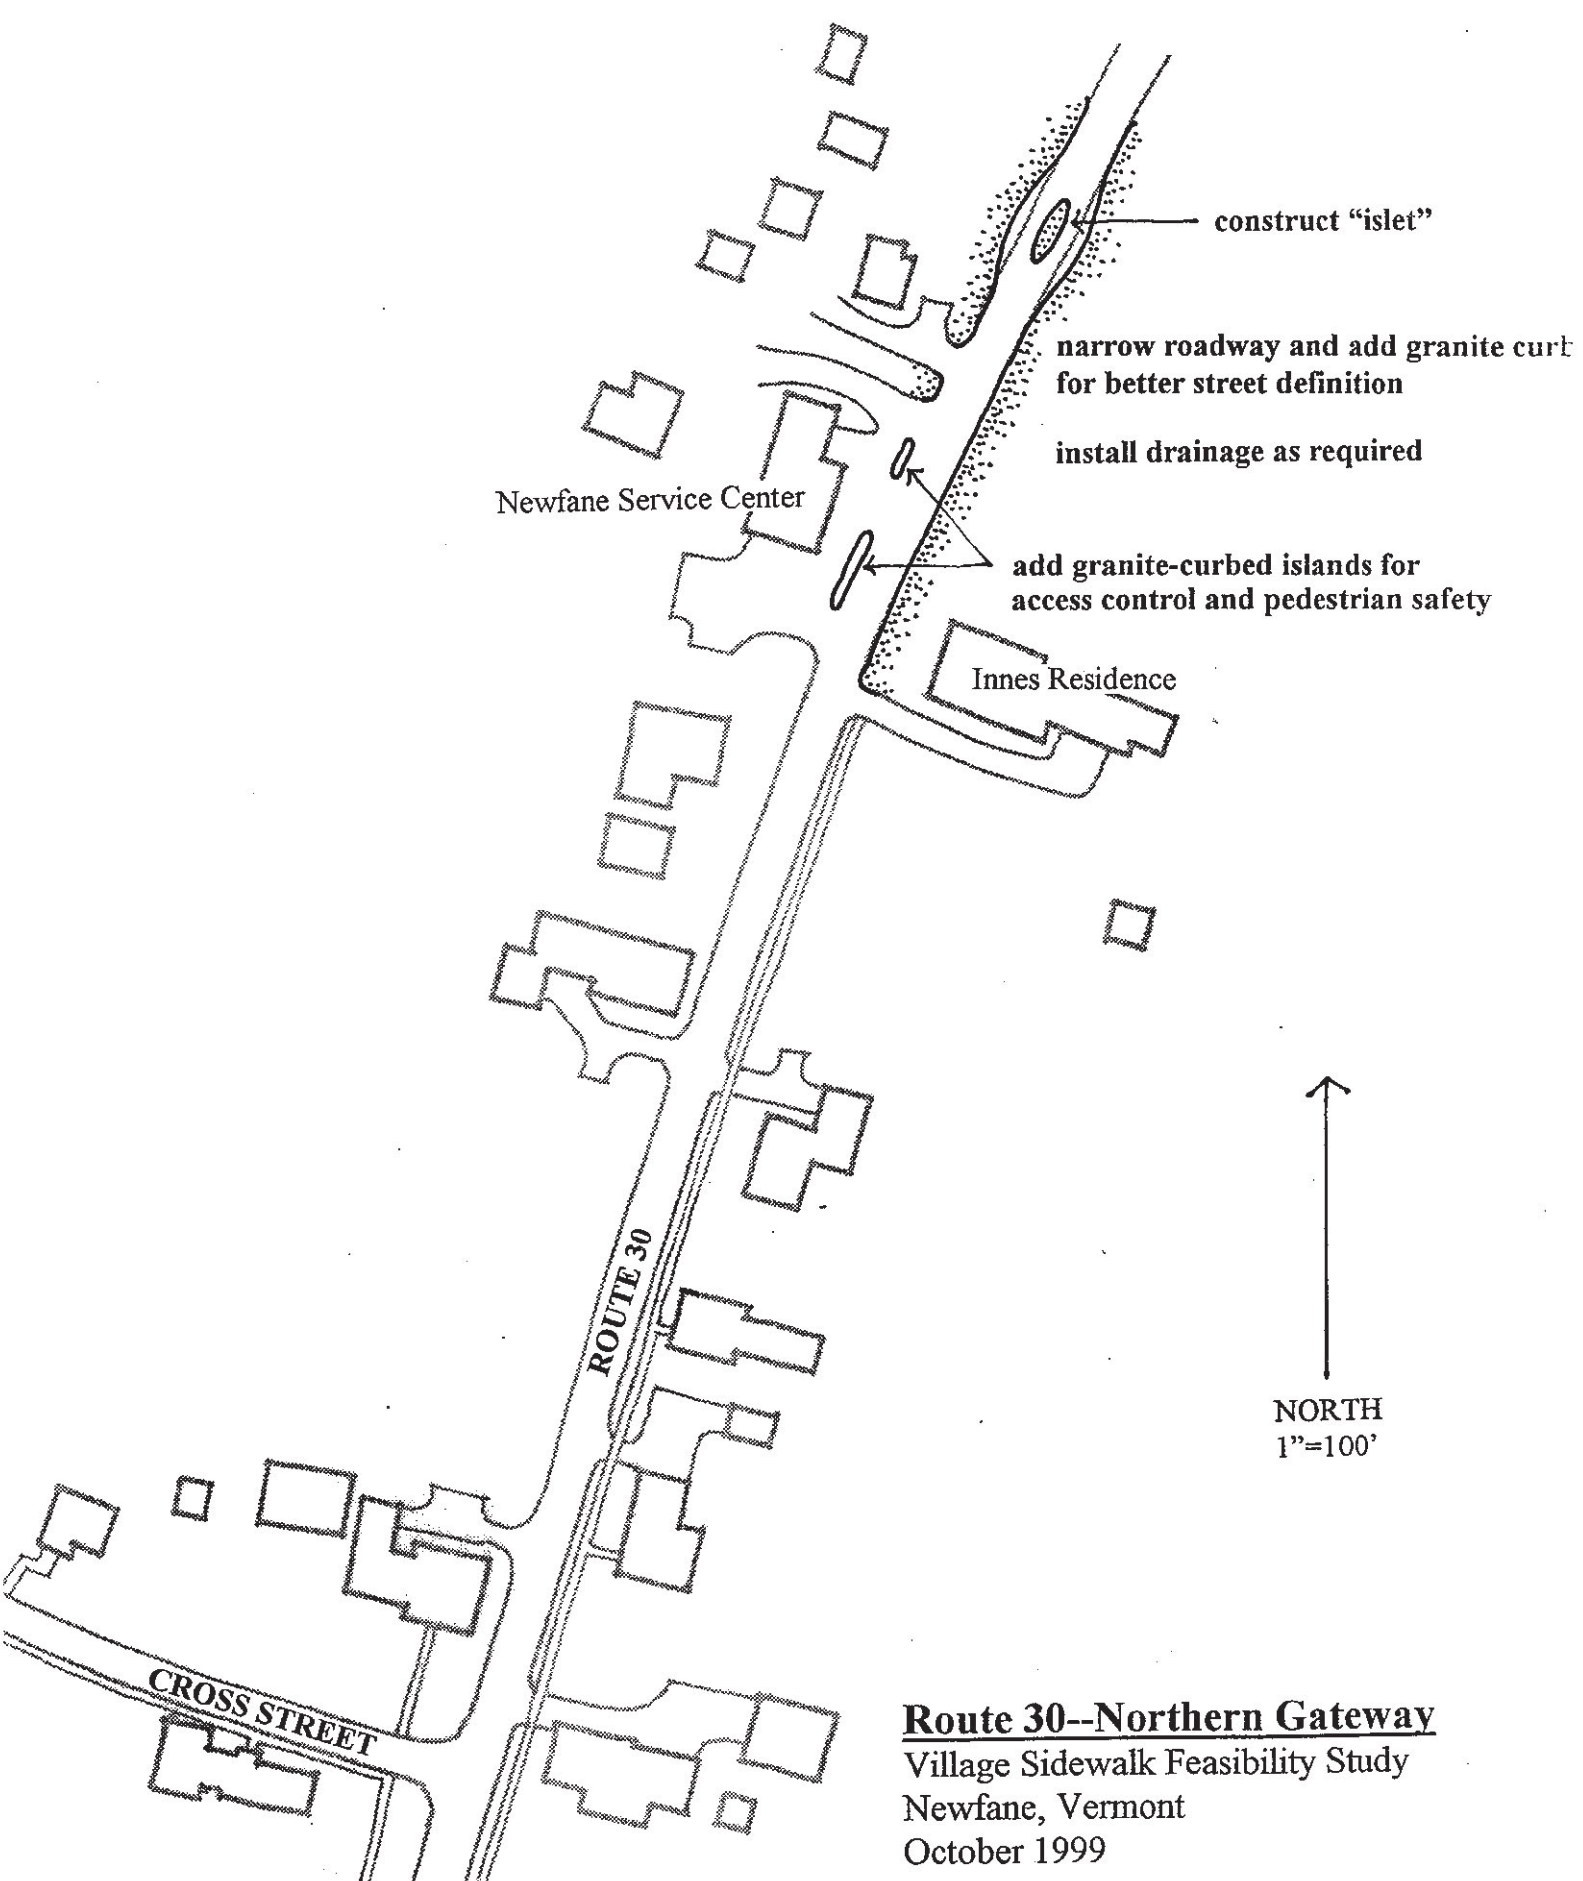 construct “islet”
narrow roadway and add granite curb
for better street definition
install drainage as required
Newfane Service Center
add granite-curbed islands for
access control and pedestrian safety
Innes Residence
ROUTE 30
NORTH
1”=100’
CROSS STREET
Route 30--Northern Gateway
Village Sidewalk Feasibility Study
Newfane, Vermont
October 1999